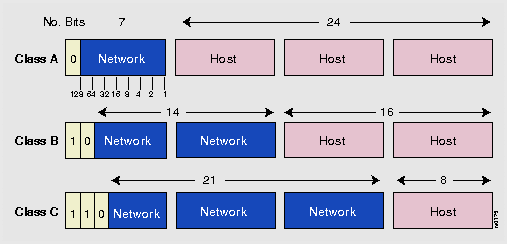 No. Bits 7 24
Class A 0 Network Host Host Host
128 64 32 16 8 4 2 1
14 16
Class B 1 0 Network Network Host Host
21 8
Class C 1 1 0 Network Network Network Host